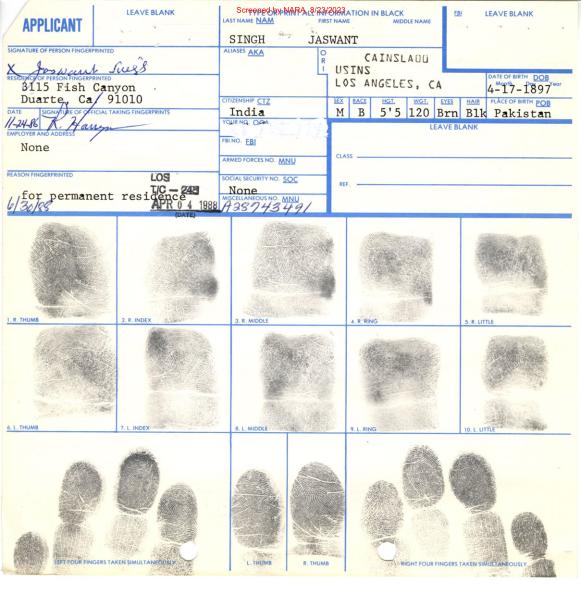 Screened by NARA, 8/23/2023
APPLICANT
LEAVE BLANK
TYPE OR PRINT ALL INFORMATION IN BLACK
LAST NAME NAM FIRST NAME MIDDLE NAME
SINGH JASWANT
FBI LEAVE BLANK
SIGNATURE OF PERSON FINGERPRINTED
X Jaswant Singh
ALIASES AKA
ORI
CAINSLA00
USINS
LOS ANGELES, CA
RESIDENCE OF PERSON FINGERPRINTED
3115 Fish Canyon
Duarte, Ca/ 91010
DATE OF BIRTH DOB
Month Day Year
4-17-1897
CITIZENSHIP CTZ
India
SEX RACE HGT. WGT. EYES HAIR PLACE OF BIRTH POB
M B 5'5 120 Brn Blk Pakistan
DATE SIGNATURE OF OFFICIAL TAKING FINGERPRINTS
11-24-86
YOUR NO. OCA
LEAVE BLANK
EMPLOYER AND ADDRESS
None
FBI NO. FBI
CLASS
ARMED FORCES NO. MNU
REF.
REASON FINGERPRINTED
for permanent residence
6/30/88
LOS
T/C - 248
APR 04 1988
(DATE)
SOCIAL SECURITY NO. SOC
None
MISCELLANEOUS NO. MNU
A28743491
1. R. THUMB 2. R. INDEX 3. R. MIDDLE 4. R. RING 5. R. LITTLE
6. L. THUMB 7. L. INDEX 8. L. MIDDLE 9. L. RING 10. L. LITTLE
LEFT FOUR FINGERS TAKEN SIMULTANEOUSLY L. THUMB R. THUMB RIGHT FOUR FINGERS TAKEN SIMULTANEOUSLY